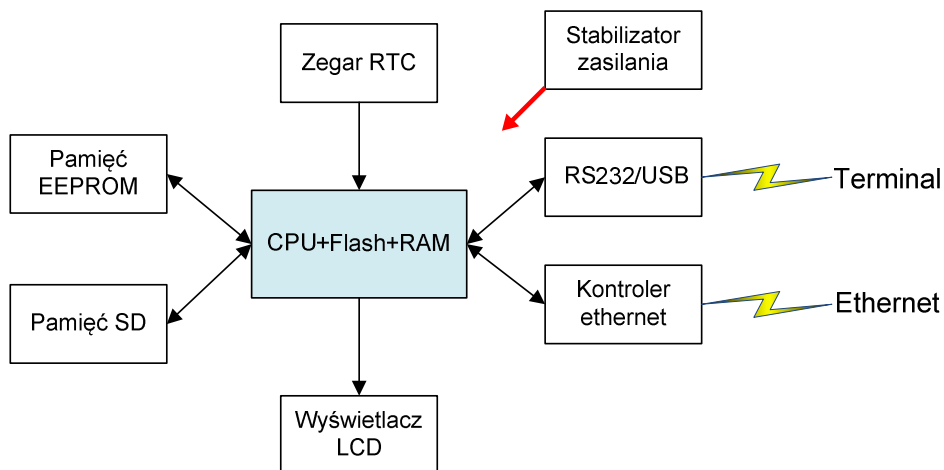 Zegar RTC
Stabilizator
zasilania
Pamięć
EEPROM
RS232/USB
Terminal
CPU+Flash+RAM
Pamięć SD
Kontroler
ethernet
Ethernet
Wyświetlacz
LCD